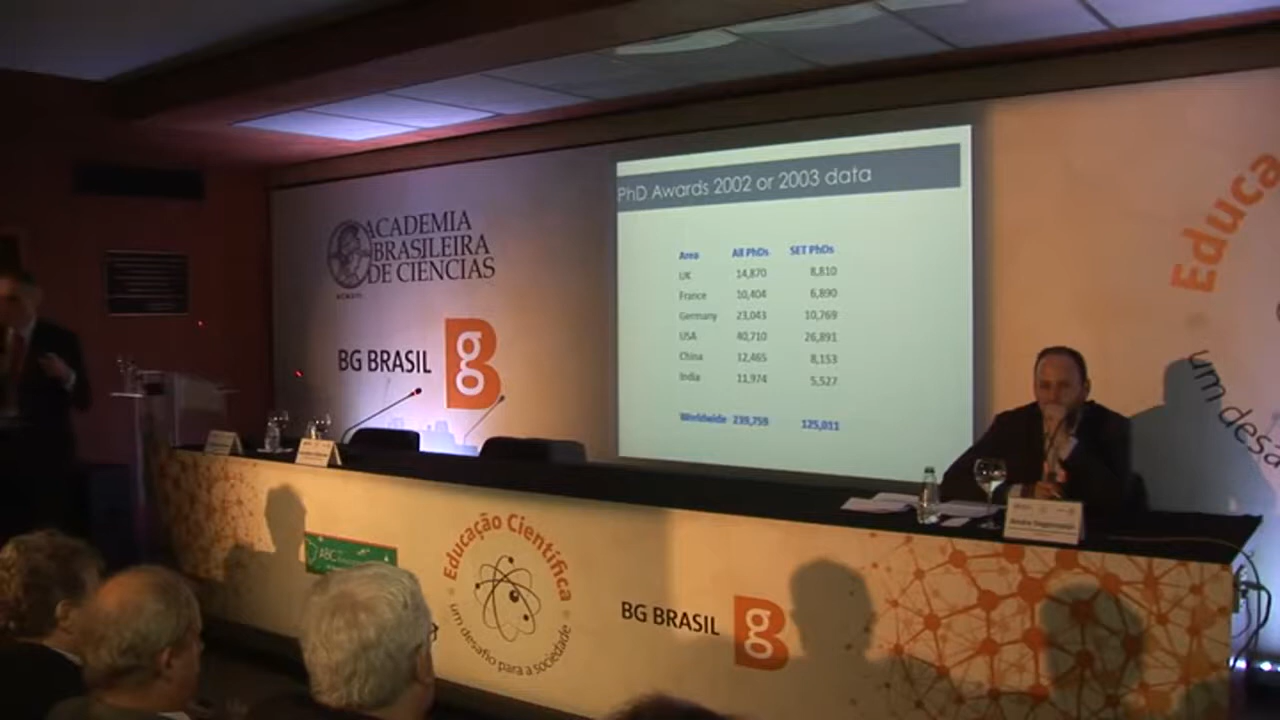 ACADEMIA
BRASILEIRA
DE CIENCIAS
BG BRASIL
BG
PhD Awards 2002 or 2003 data
Area All PhDs SET PhDs
UK 14,870 8,810
France 10,404 6,890
Germany 23,043 10,769
USA 40,710 26,891
China 12,465 8,153
India 11,974 5,527
Worldwide 239,759 125,011
Educa
um desa
ABC
Educação Científica
um desafio para a sociedade
BG BRASIL
BG